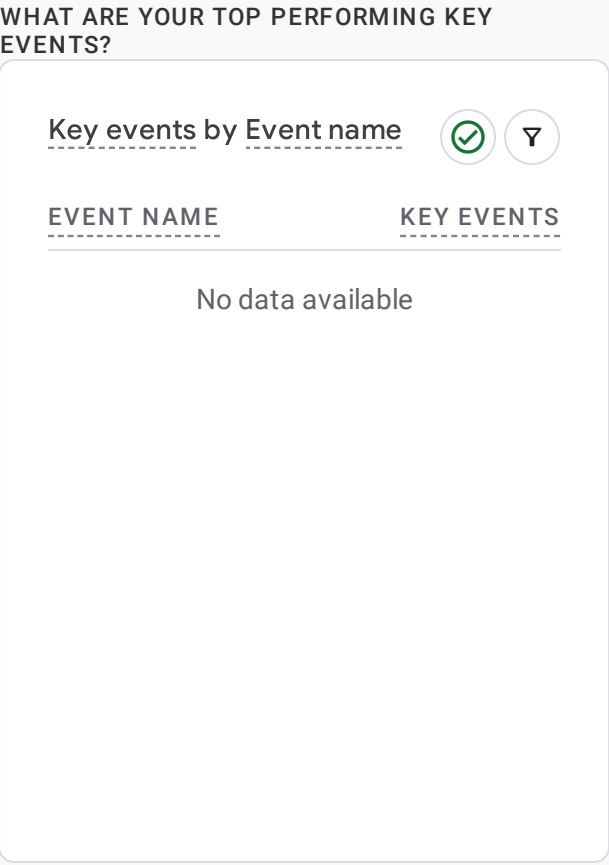 WHAT ARE YOUR TOP PERFORMING KEY
EVENTS?
Key events by Event name
EVENT NAME KEY EVENTS
No data available